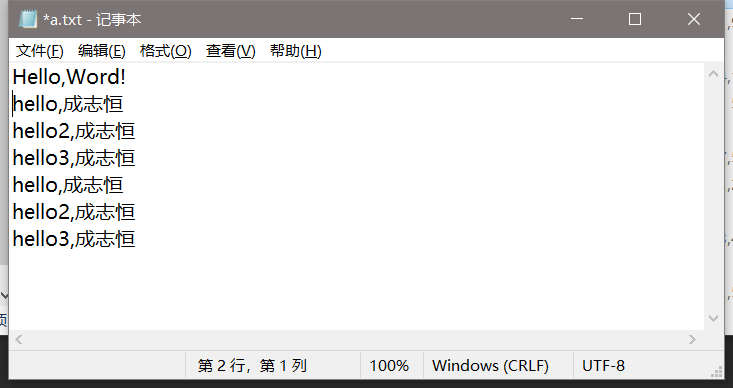 *a.txt - 记事本
文件(F) 编辑(E) 格式(O) 查看(V) 帮助(H)
Hello,Word!
hello,成志恒
hello2,成志恒
hello3,成志恒
hello,成志恒
hello2,成志恒
hello3,成志恒
第 2 行，第 1 列 100% Windows (CRLF) UTF-8